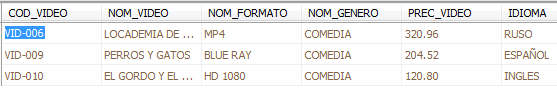 COD_VIDEO NOM_VIDEO NOM_FORMATO NOM_GENERO PREC_VIDEO IDIOMA
VID-006 LOCADEMIA DE ... MP4 COMEDIA 320.96 RUSO
VID-009 PERROS Y GATOS BLUE RAY COMEDIA 204.52 ESPAÑOL
VID-010 EL GORDO Y EL ... HD 1080 COMEDIA 120.80 INGLES